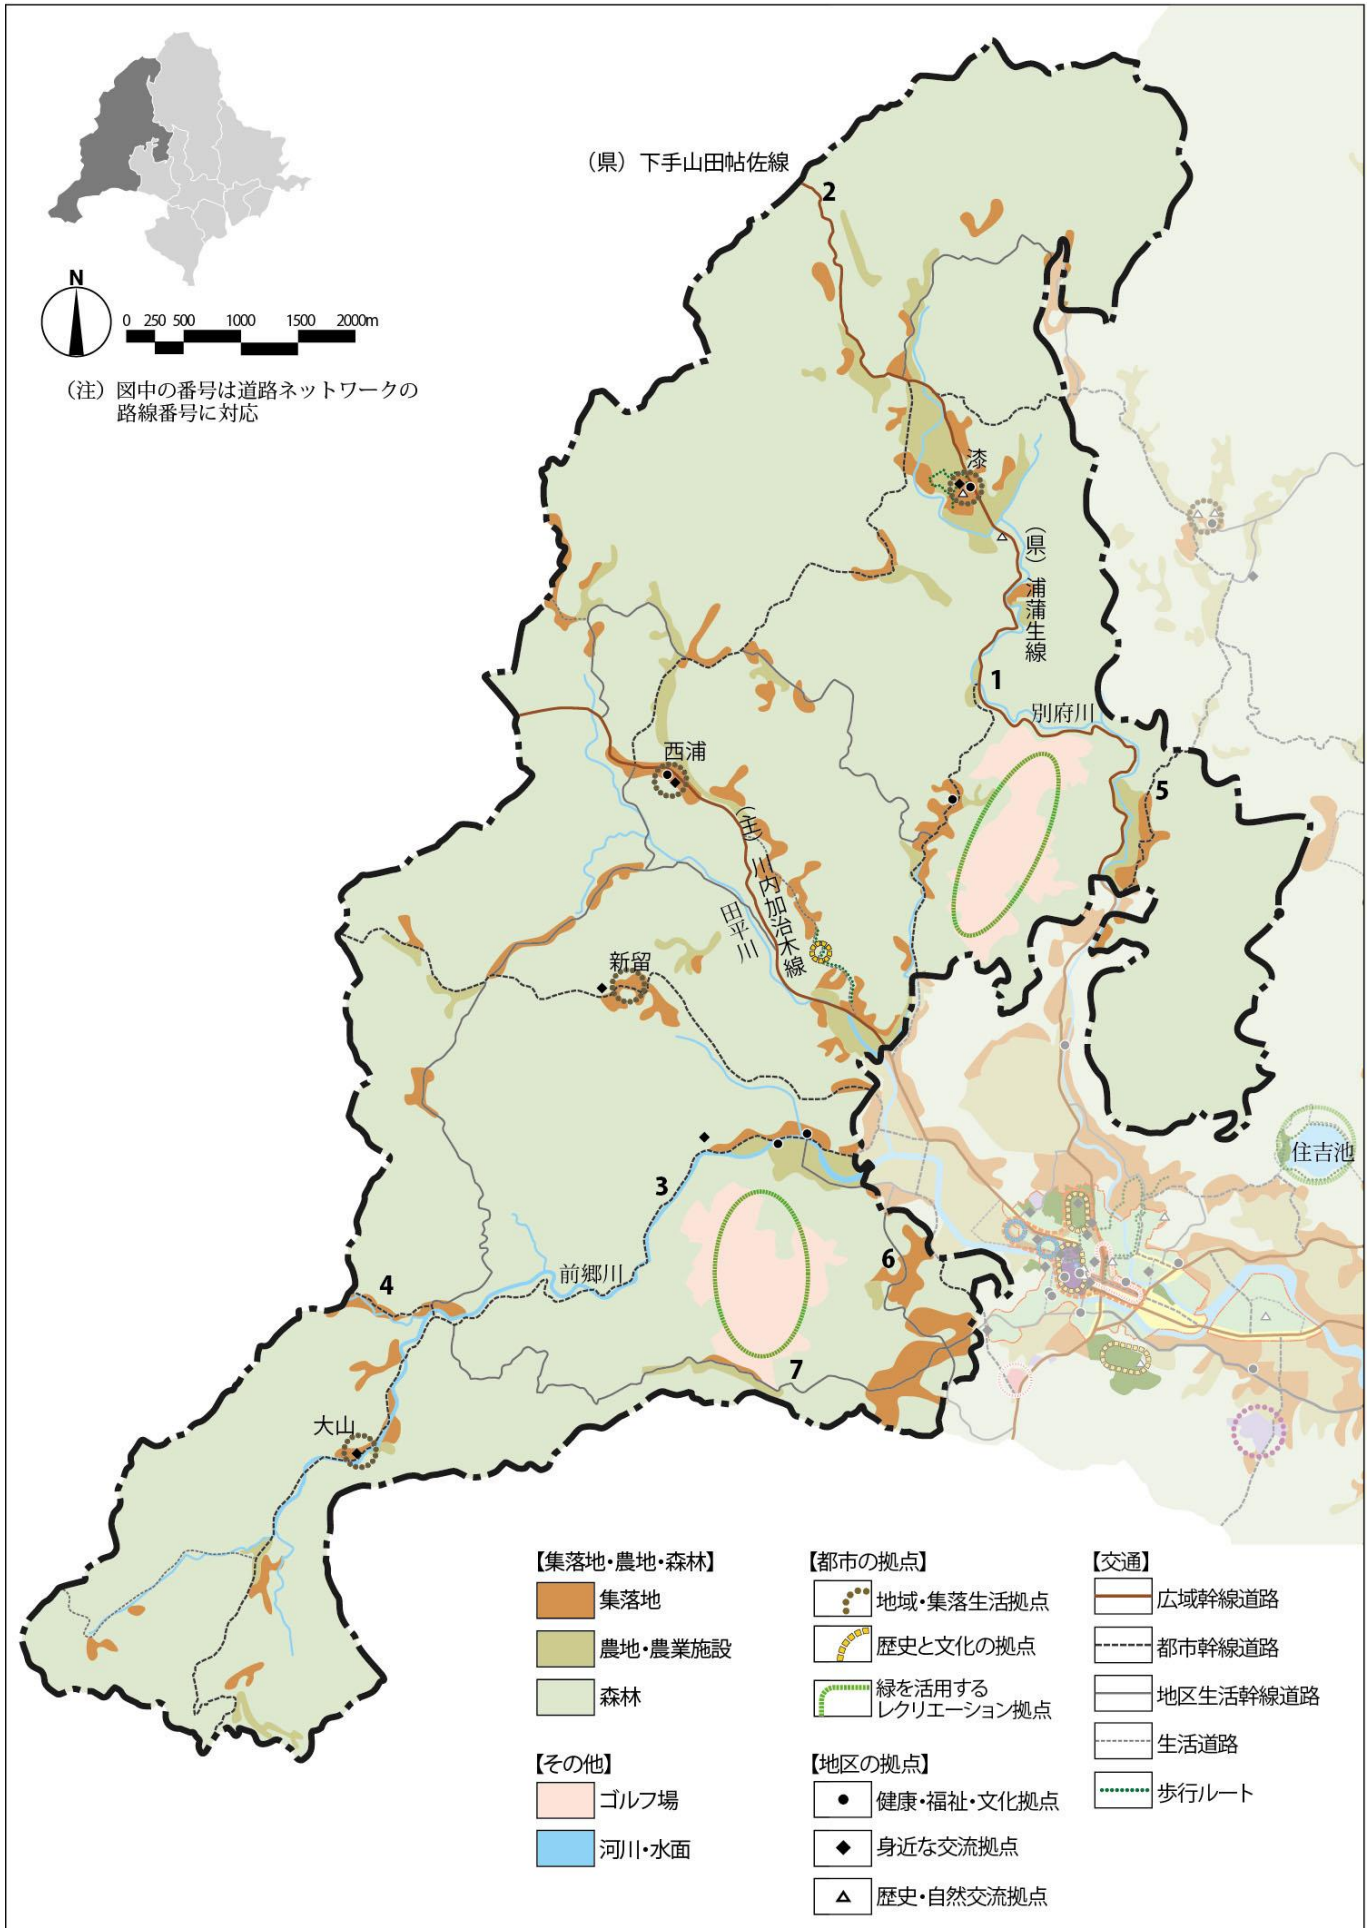 （県）下手山田帖佐線
2
N
0 250 500 1000 1500 2000m
（注）図中の番号は道路ネットワークの
路線番号に対応
漆
（県）浦蒲生線
1
別府川
西浦
5
（主）川内加治木線
田平川
新留
住吉池
3
前郷川
6
4
7
大山
【集落地・農地・森林】
集落地
農地・農業施設
森林
【その他】
ゴルフ場
河川・水面
【都市の拠点】
地域・集落生活拠点
歴史と文化の拠点
緑を活用する
レクリエーション拠点
【地区の拠点】
健康・福祉・文化拠点
身近な交流拠点
歴史・自然交流拠点
【交通】
広域幹線道路
都市幹線道路
地区生活幹線道路
生活道路
歩行ルート